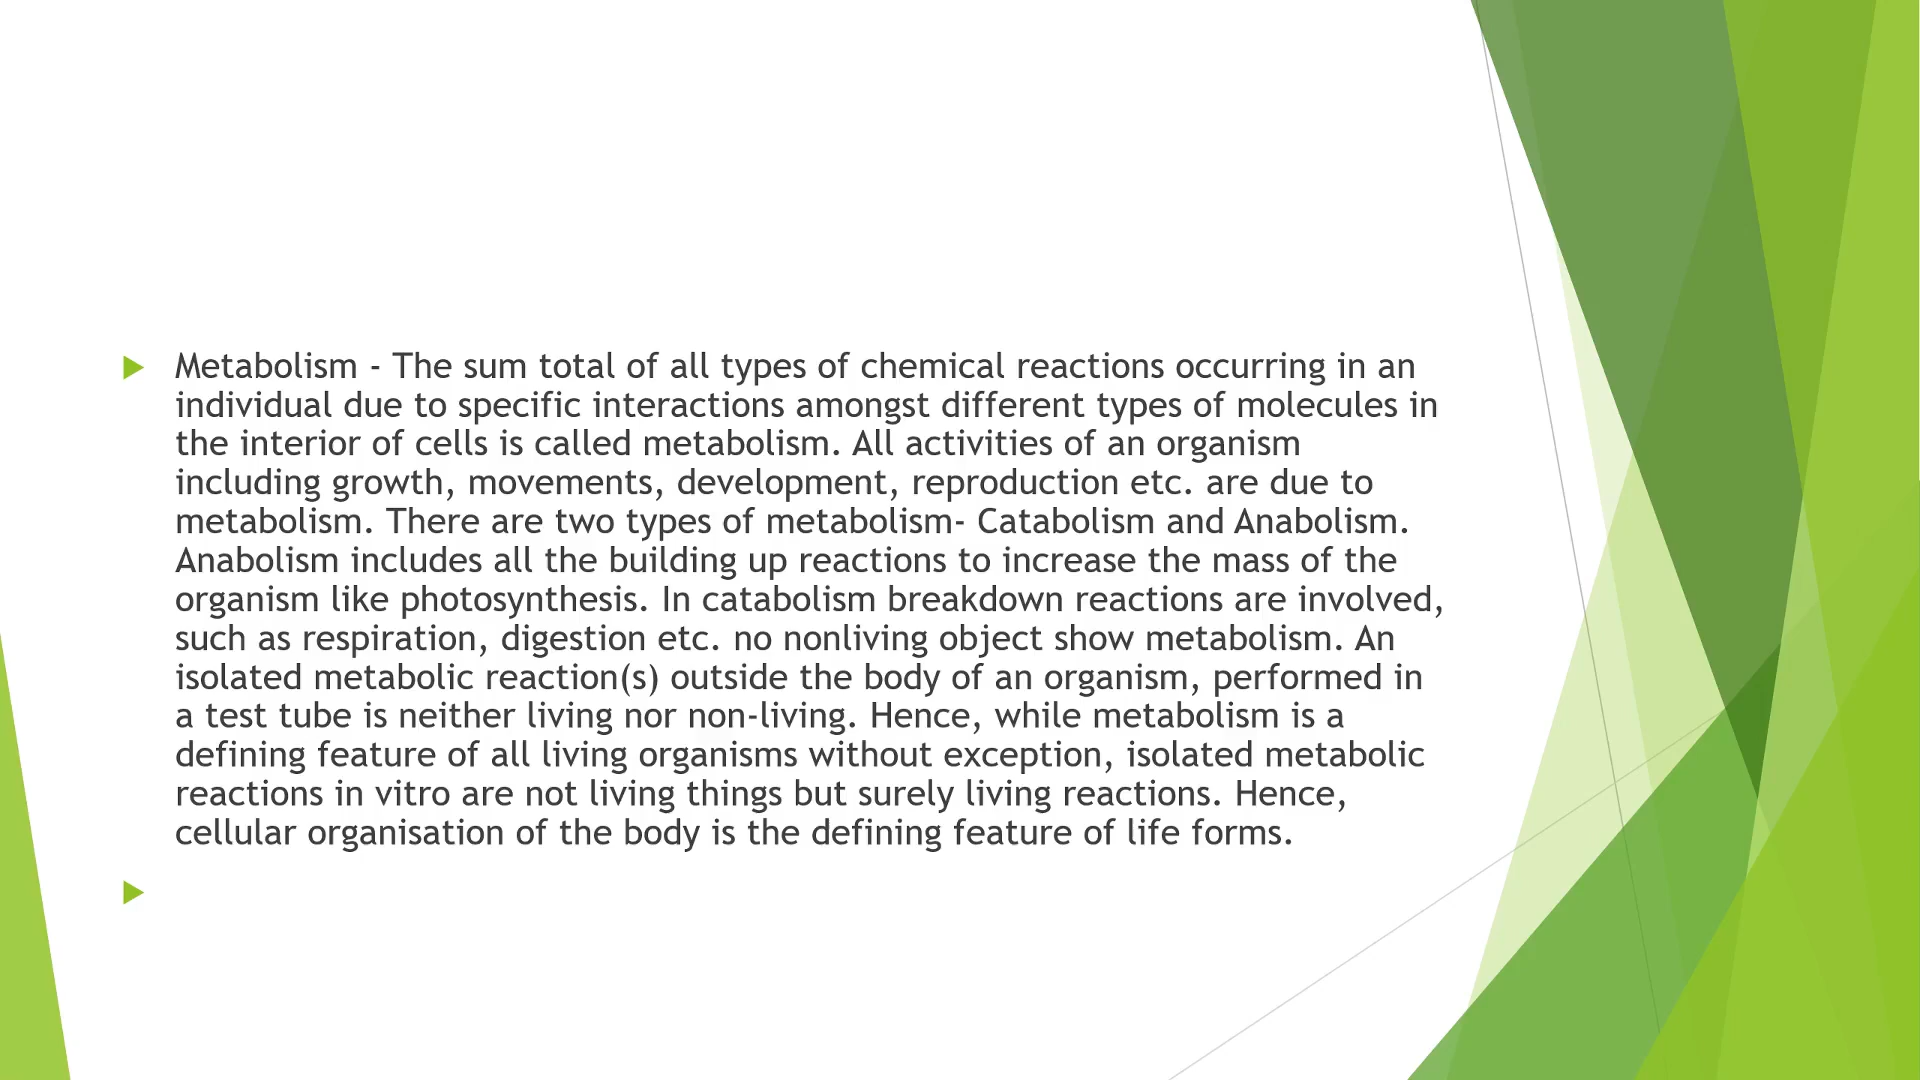 Metabolism - The sum total of all types of chemical reactions occurring in an
individual due to specific interactions amongst different types of molecules in
the interior of cells is called metabolism. All activities of an organism
including growth, movements, development, reproduction etc. are due to
metabolism. There are two types of metabolism- Catabolism and Anabolism.
Anabolism includes all the building up reactions to increase the mass of the
organism like photosynthesis. In catabolism breakdown reactions are involved,
such as respiration, digestion etc. no nonliving object show metabolism. An
isolated metabolic reaction(s) outside the body of an organism, performed in
a test tube is neither living nor non-living. Hence, while metabolism is a
defining feature of all living organisms without exception, isolated metabolic
reactions in vitro are not living things but surely living reactions. Hence,
cellular organisation of the body is the defining feature of life forms.